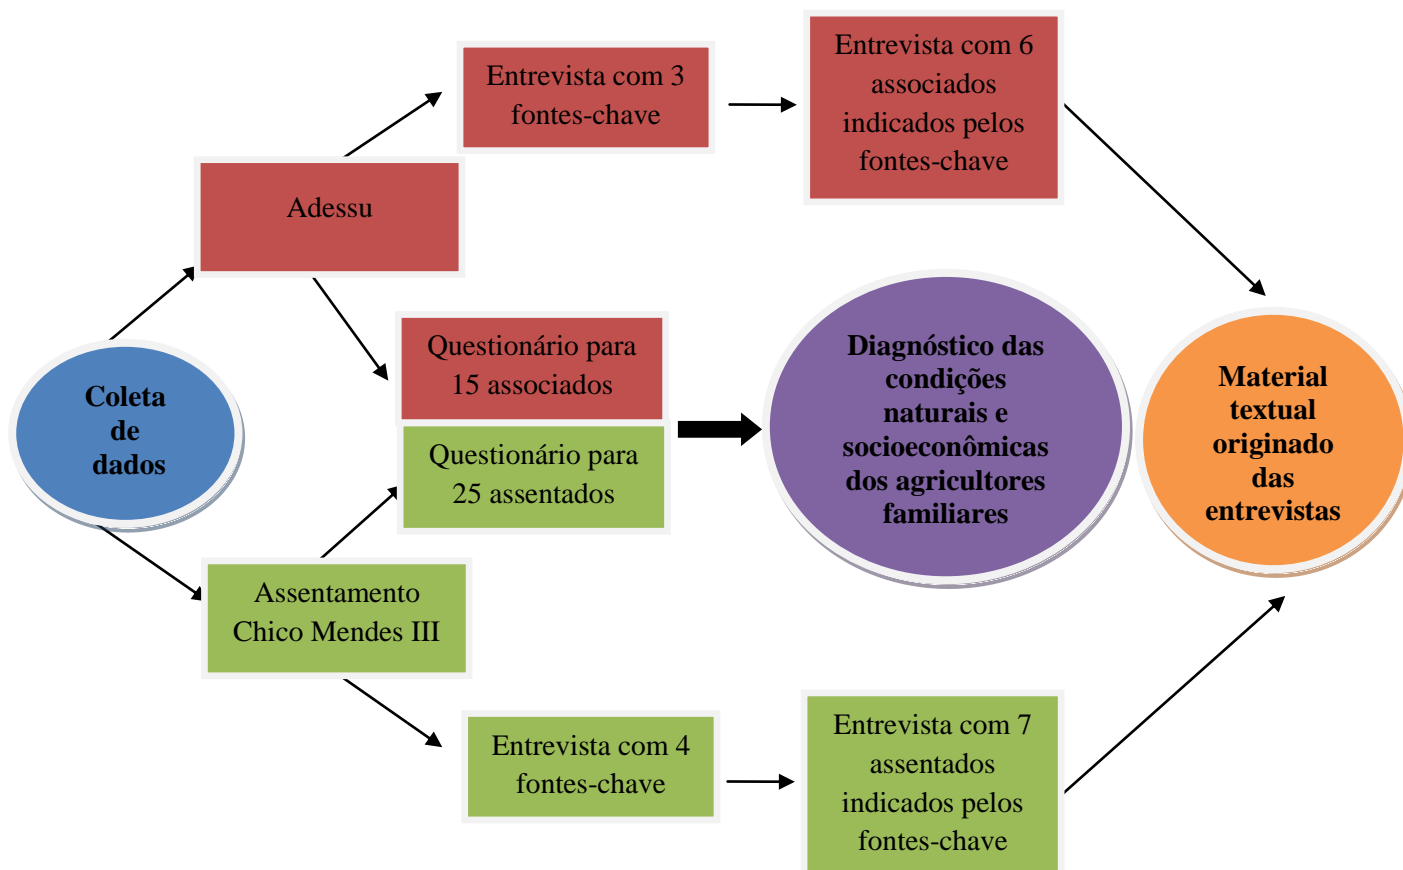 Entrevista com 3
fontes-chave
Entrevista com 6
associados
indicados pelos
fontes-chave
Adessu
Coleta
de
dados
Questionário para
15 associados
Questionário para
25 assentados
Diagnóstico das
condições
naturais e
socioeconômicas
dos agricultores
familiares
Material
textual
originado
das
entrevistas
Assentamento
Chico Mendes III
Entrevista com 4
fontes-chave
Entrevista com 7
assentados
indicados pelos
fontes-chave